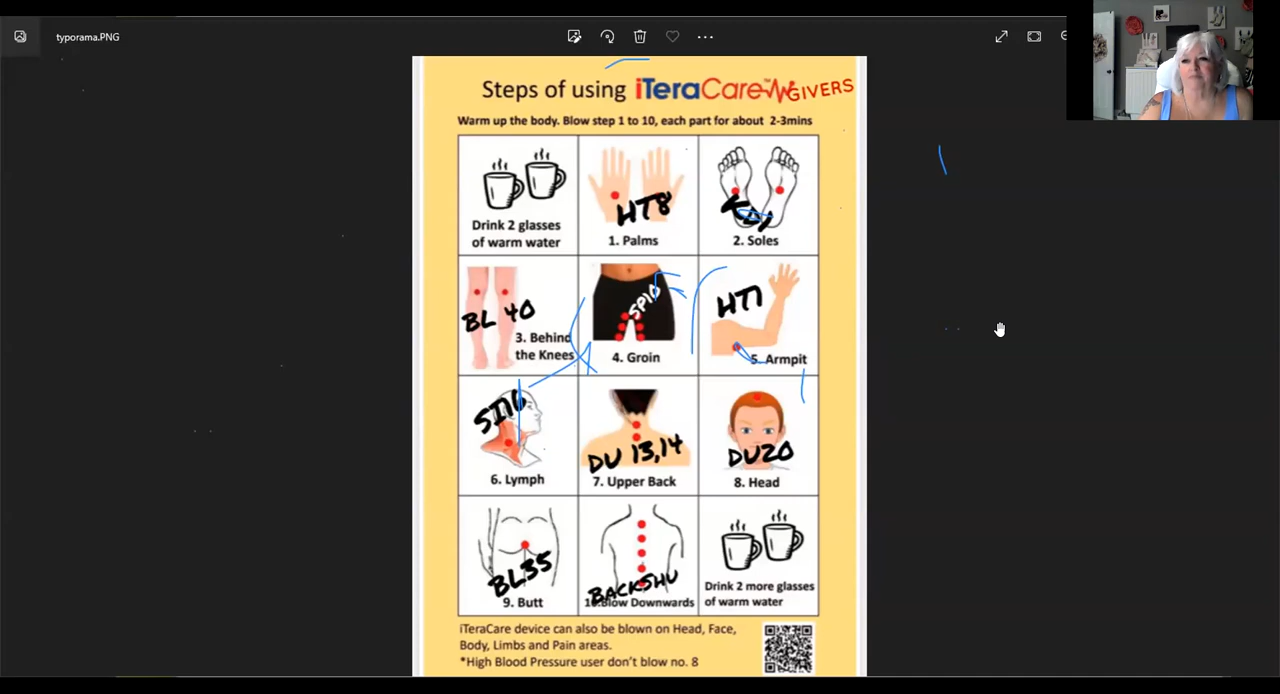 typorama.PNG
Steps of using iTeraCare GIVERS
Warm up the body. Blow step 1 to 10, each part for about 2-3mins
Drink 2 glasses
of warm water
HT8
1. Palms
2. Soles
BL 40
3. Behind
the Knees
SP10
4. Groin
HT1
5. Armpit
SI16
6. Lymph
DU 13,14
7. Upper Back
DU20
8. Head
BL35
9. Butt
BACKSHU
10.Blow Downwards
Drink 2 more glasses
of warm water
iTeraCare device can also be blown on Head, Face,
Body, Limbs and Pain areas.
*High Blood Pressure user don't blow no. 8